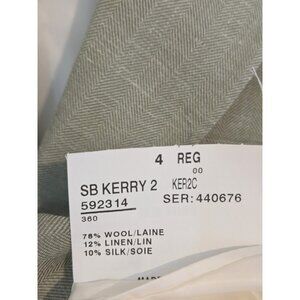 4 REG
00
SB KERRY 2 KER2C
592314 SER: 440676
360
78% WOOL/LAINE
12% LINEN/LIN
10% SILK/SOIE
MADE